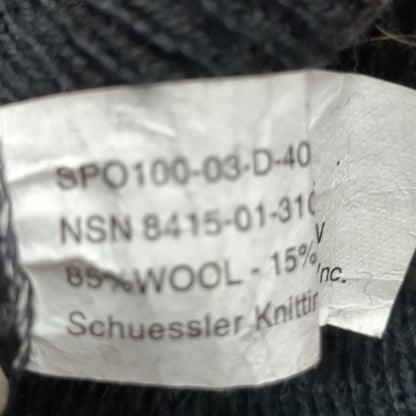 SPO100-03-D-40
NSN 8415-01-310
85%WOOL - 15% V
Schuessler Knittin Inc.